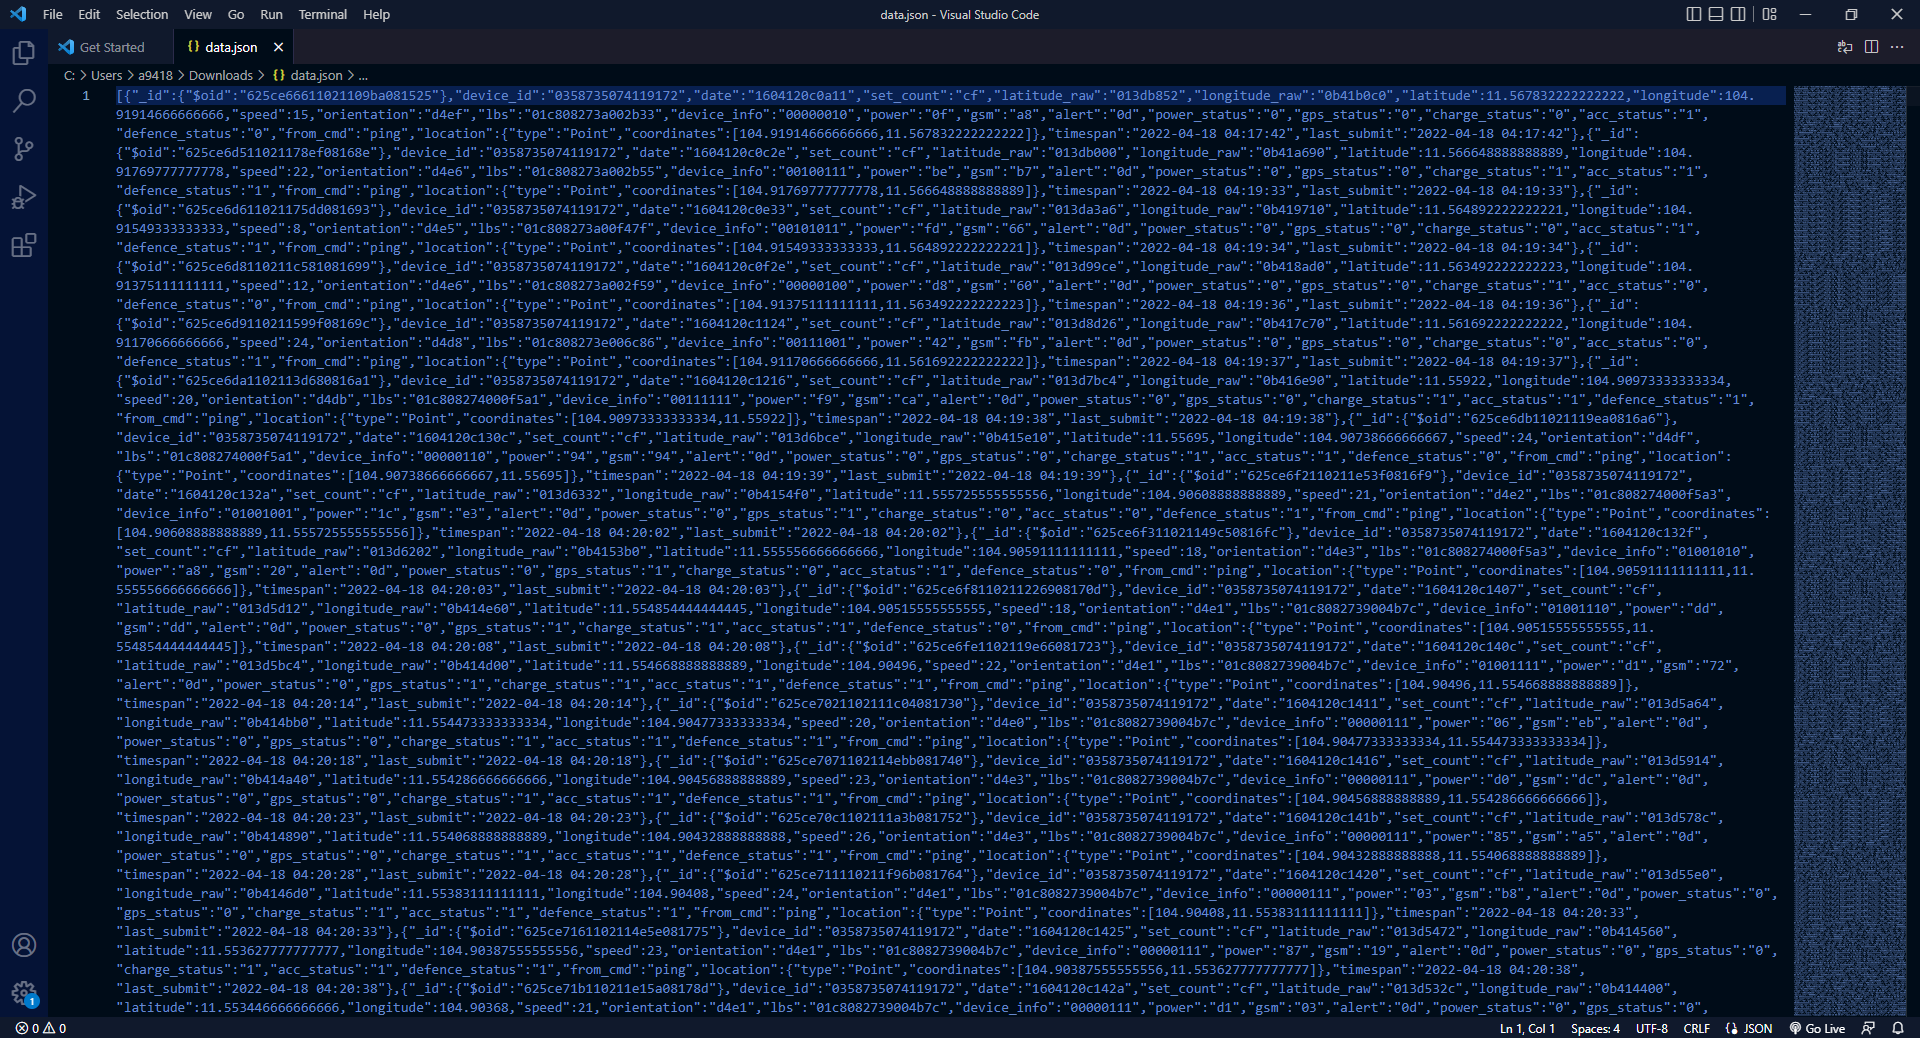 File Edit Selection View Go Run Terminal Help
data.json - Visual Studio Code
Get Started
{} data.json
C: > Users > a9418 > Downloads > {} data.json > ...
1
[{"_id":{"$oid":"625ce66611021109ba081525"},"device_id":"0358735074119172","date":"1604120c0a11","set_count":"cf","latitude_raw":"013db852","longitude_raw":"0b41b0c0","latitude":11.567832222222222,"longitude":104.
91914666666666,"speed":15,"orientation":"d4ef","lbs":"01c808273a002b33","device_info":"00000010","power":"0f","gsm":"a8","alert":"0d","power_status":"0","gps_status":"0","charge_status":"0","acc_status":"1",
"defence_status":"0","from_cmd":"ping","location":{"type":"Point","coordinates":[104.91914666666666,11.567832222222222]},"timespan":"2022-04-18 04:17:42","last_submit":"2022-04-18 04:17:42"},{"_id":
{"$oid":"625ce6d511021178ef08168e"},"device_id":"0358735074119172","date":"1604120c0c2e","set_count":"cf","latitude_raw":"013db000","longitude_raw":"0b41a690","latitude":11.566648888888889,"longitude":104.
91769777777778,"speed":22,"orientation":"d4e6","lbs":"01c808273a002b55","device_info":"00100111","power":"be","gsm":"b7","alert":"0d","power_status":"0","gps_status":"0","charge_status":"1","acc_status":"1",
"defence_status":"1","from_cmd":"ping","location":{"type":"Point","coordinates":[104.91769777777778,11.566648888888889]},"timespan":"2022-04-18 04:19:33","last_submit":"2022-04-18 04:19:33"},{"_id":
{"$oid":"625ce6d611021175dd081693"},"device_id":"0358735074119172","date":"1604120c0e33","set_count":"cf","latitude_raw":"013da3a6","longitude_raw":"0b419710","latitude":11.564892222222221,"longitude":104.
91549333333333,"speed":8,"orientation":"d4e5","lbs":"01c808273a00f47f","device_info":"00101011","power":"fd","gsm":"66","alert":"0d","power_status":"0","gps_status":"0","charge_status":"0","acc_status":"1",
"defence_status":"1","from_cmd":"ping","location":{"type":"Point","coordinates":[104.91549333333333,11.564892222222221]},"timespan":"2022-04-18 04:19:34","last_submit":"2022-04-18 04:19:34"},{"_id":
{"$oid":"625ce6d8110211c581081699"},"device_id":"0358735074119172","date":"1604120c0f2e","set_count":"cf","latitude_raw":"013d99ce","longitude_raw":"0b418ad0","latitude":11.563492222222223,"longitude":104.
91375111111111,"speed":12,"orientation":"d4e6","lbs":"01c808273a002f59","device_info":"00000100","power":"d8","gsm":"60","alert":"0d","power_status":"0","gps_status":"0","charge_status":"1","acc_status":"0",
"defence_status":"0","from_cmd":"ping","location":{"type":"Point","coordinates":[104.91375111111111,11.563492222222223]},"timespan":"2022-04-18 04:19:36","last_submit":"2022-04-18 04:19:36"},{"_id":
{"$oid":"625ce6d9110211599f08169c"},"device_id":"0358735074119172","date":"1604120c1124","set_count":"cf","latitude_raw":"013d8d26","longitude_raw":"0b417c70","latitude":11.561692222222222,"longitude":104.
91170666666666,"speed":24,"orientation":"d4d8","lbs":"01c808273e006c86","device_info":"00111001","power":"42","gsm":"fb","alert":"0d","power_status":"0","gps_status":"0","charge_status":"0","acc_status":"0",
"defence_status":"1","from_cmd":"ping","location":{"type":"Point","coordinates":[104.91170666666666,11.561692222222222]},"timespan":"2022-04-18 04:19:37","last_submit":"2022-04-18 04:19:37"},{"_id":
{"$oid":"625ce6da1102113d680816a1"},"device_id":"0358735074119172","date":"1604120c1216","set_count":"cf","latitude_raw":"013d7bc4","longitude_raw":"0b416e90","latitude":11.55922,"longitude":104.90973333333334,
"speed":20,"orientation":"d4db","lbs":"01c808274000f5a1","device_info":"00111111","power":"f9","gsm":"ca","alert":"0d","power_status":"0","gps_status":"0","charge_status":"1","acc_status":"1","defence_status":"1",
"from_cmd":"ping","location":{"type":"Point","coordinates":[104.90973333333334,11.55922]},"timespan":"2022-04-18 04:19:38","last_submit":"2022-04-18 04:19:38"},{"_id":{"$oid":"625ce6db11021119ea0816a6"},
"device_id":"0358735074119172","date":"1604120c130c","set_count":"cf","latitude_raw":"013d6bce","longitude_raw":"0b415e10","latitude":11.55695,"longitude":104.90738666666667,"speed":24,"orientation":"d4df",
"lbs":"01c808274000f5a1","device_info":"00000110","power":"94","gsm":"94","alert":"0d","power_status":"0","gps_status":"0","charge_status":"1","acc_status":"1","defence_status":"0","from_cmd":"ping","location":
{"type":"Point","coordinates":[104.90738666666667,11.55695]},"timespan":"2022-04-18 04:19:39","last_submit":"2022-04-18 04:19:39"},{"_id":{"$oid":"625ce6f2110211e53f0816f9"},"device_id":"0358735074119172",
"date":"1604120c132a","set_count":"cf","latitude_raw":"013d6332","longitude_raw":"0b4154f0","latitude":11.555725555555556,"longitude":104.90608888888889,"speed":21,"orientation":"d4e2","lbs":"01c808274000f5a3",
"device_info":"01001001","power":"1c","gsm":"e3","alert":"0d","power_status":"0","gps_status":"1","charge_status":"0","acc_status":"0","defence_status":"1","from_cmd":"ping","location":{"type":"Point","coordinates":
[104.90608888888889,11.555725555555556]},"timespan":"2022-04-18 04:20:02","last_submit":"2022-04-18 04:20:02"},{"_id":{"$oid":"625ce6f311021149c50816fc"},"device_id":"0358735074119172","date":"1604120c132f",
"set_count":"cf","latitude_raw":"013d6202","longitude_raw":"0b4153b0","latitude":11.555556666666666,"longitude":104.90591111111111,"speed":18,"orientation":"d4e3","lbs":"01c808274000f5a3","device_info":"01001010",
"power":"a8","gsm":"20","alert":"0d","power_status":"0","gps_status":"1","charge_status":"0","acc_status":"1","defence_status":"0","from_cmd":"ping","location":{"type":"Point","coordinates":[104.90591111111111,11.
555556666666666]},"timespan":"2022-04-18 04:20:03","last_submit":"2022-04-18 04:20:03"},{"_id":{"$oid":"625ce6f8110211226908170d"},"device_id":"0358735074119172","date":"1604120c1407","set_count":"cf",
"latitude_raw":"013d5d12","longitude_raw":"0b414e60","latitude":11.554854444444445,"longitude":104.90515555555555,"speed":18,"orientation":"d4e1","lbs":"01c8082739004b7c","device_info":"01001110","power":"dd",
"gsm":"dd","alert":"0d","power_status":"0","gps_status":"1","charge_status":"1","acc_status":"1","defence_status":"0","from_cmd":"ping","location":{"type":"Point","coordinates":[104.90515555555555,11.
554854444444445]},"timespan":"2022-04-18 04:20:08","last_submit":"2022-04-18 04:20:08"},{"_id":{"$oid":"625ce6fe1102119e66081723"},"device_id":"0358735074119172","date":"1604120c140c","set_count":"cf",
"latitude_raw":"013d5bc4","longitude_raw":"0b414d00","latitude":11.554668888888889,"longitude":104.90496,"speed":22,"orientation":"d4e1","lbs":"01c8082739004b7c","device_info":"01001111","power":"d1","gsm":"72",
"alert":"0d","power_status":"0","gps_status":"1","charge_status":"1","acc_status":"1","defence_status":"1","from_cmd":"ping","location":{"type":"Point","coordinates":[104.90496,11.554668888888889]},
"timespan":"2022-04-18 04:20:14","last_submit":"2022-04-18 04:20:14"},{"_id":{"$oid":"625ce7021102111c04081730"},"device_id":"0358735074119172","date":"1604120c1411","set_count":"cf","latitude_raw":"013d5a64",
"longitude_raw":"0b414bb0","latitude":11.554473333333334,"longitude":104.90477333333334,"speed":20,"orientation":"d4e0","lbs":"01c8082739004b7c","device_info":"00000111","power":"06","gsm":"eb","alert":"0d",
"power_status":"0","gps_status":"0","charge_status":"1","acc_status":"1","defence_status":"1","from_cmd":"ping","location":{"type":"Point","coordinates":[104.90477333333334,11.554473333333334]},
"timespan":"2022-04-18 04:20:18","last_submit":"2022-04-18 04:20:18"},{"_id":{"$oid":"625ce7071102114ebb081740"},"device_id":"0358735074119172","date":"1604120c1416","set_count":"cf","latitude_raw":"013d5914",
"longitude_raw":"0b414a40","latitude":11.554286666666666,"longitude":104.90456888888889,"speed":23,"orientation":"d4e3","lbs":"01c8082739004b7c","device_info":"00000111","power":"d0","gsm":"dc","alert":"0d",
"power_status":"0","gps_status":"0","charge_status":"1","acc_status":"1","defence_status":"1","from_cmd":"ping","location":{"type":"Point","coordinates":[104.90456888888889,11.554286666666666]},
"timespan":"2022-04-18 04:20:23","last_submit":"2022-04-18 04:20:23"},{"_id":{"$oid":"625ce70c1102111a3b081752"},"device_id":"0358735074119172","date":"1604120c141b","set_count":"cf","latitude_raw":"013d578c",
"longitude_raw":"0b414890","latitude":11.554068888888889,"longitude":104.90432888888888,"speed":26,"orientation":"d4e3","lbs":"01c8082739004b7c","device_info":"00000111","power":"85","gsm":"a5","alert":"0d",
"power_status":"0","gps_status":"0","charge_status":"1","acc_status":"1","defence_status":"1","from_cmd":"ping","location":{"type":"Point","coordinates":[104.90432888888888,11.554068888888889]},
"timespan":"2022-04-18 04:20:28","last_submit":"2022-04-18 04:20:28"},{"_id":{"$oid":"625ce711110211f96b081764"},"device_id":"0358735074119172","date":"1604120c1420","set_count":"cf","latitude_raw":"013d55e0",
"longitude_raw":"0b4146d0","latitude":11.55383111111111,"longitude":104.90408,"speed":24,"orientation":"d4e1","lbs":"01c8082739004b7c","device_info":"00000111","power":"03","gsm":"b8","alert":"0d","power_status":"0",
"gps_status":"0","charge_status":"1","acc_status":"1","defence_status":"1","from_cmd":"ping","location":{"type":"Point","coordinates":[104.90408,11.55383111111111]},"timespan":"2022-04-18 04:20:33",
"last_submit":"2022-04-18 04:20:33"},{"_id":{"$oid":"625ce7161102114e5e081775"},"device_id":"0358735074119172","date":"1604120c1425","set_count":"cf","latitude_raw":"013d5472","longitude_raw":"0b414560",
"latitude":11.553627777777777,"longitude":104.90387555555556,"speed":23,"orientation":"d4e1","lbs":"01c8082739004b7c","device_info":"00000111","power":"87","gsm":"19","alert":"0d","power_status":"0","gps_status":"0",
"charge_status":"1","acc_status":"1","defence_status":"1","from_cmd":"ping","location":{"type":"Point","coordinates":[104.90387555555556,11.553627777777777]},"timespan":"2022-04-18 04:20:38",
"last_submit":"2022-04-18 04:20:38"},{"_id":{"$oid":"625ce71b110211e15a08178d"},"device_id":"0358735074119172","date":"1604120c142a","set_count":"cf","latitude_raw":"013d532c","longitude_raw":"0b414400",
"latitude":11.553446666666666,"longitude":104.90368,"speed":21,"orientation":"d4e1","lbs":"01c8082739004b7c","device_info":"00000111","power":"d1","gsm":"03","alert":"0d","power_status":"0","gps_status":"0",
1
0 0
Ln 1, Col 1 Spaces: 4 UTF-8 CRLF {} JSON Go Live